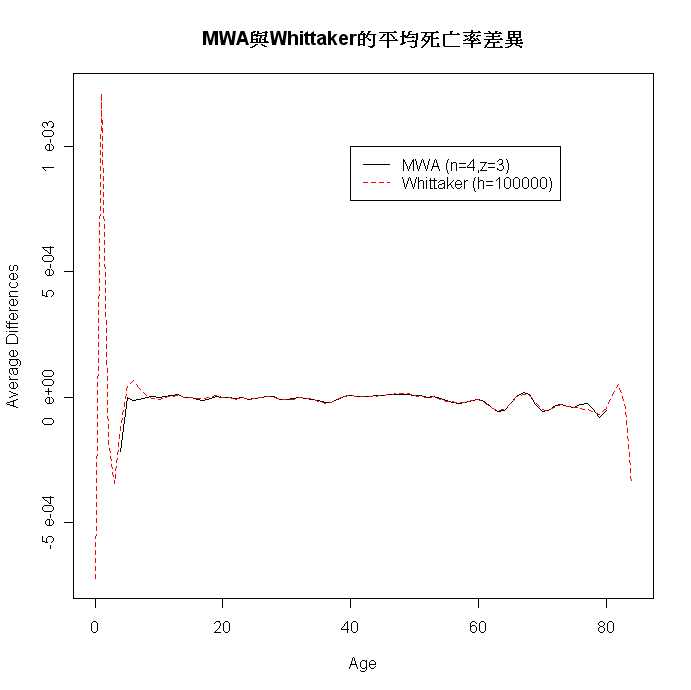 MWA與Whittaker的平均死亡率差異
MWA (n=4,z=3)
Whittaker (h=100000)
Average Differences
1 e-03
5 e-04
0 e+00
-5 e-04
0 20 40 60 80
Age